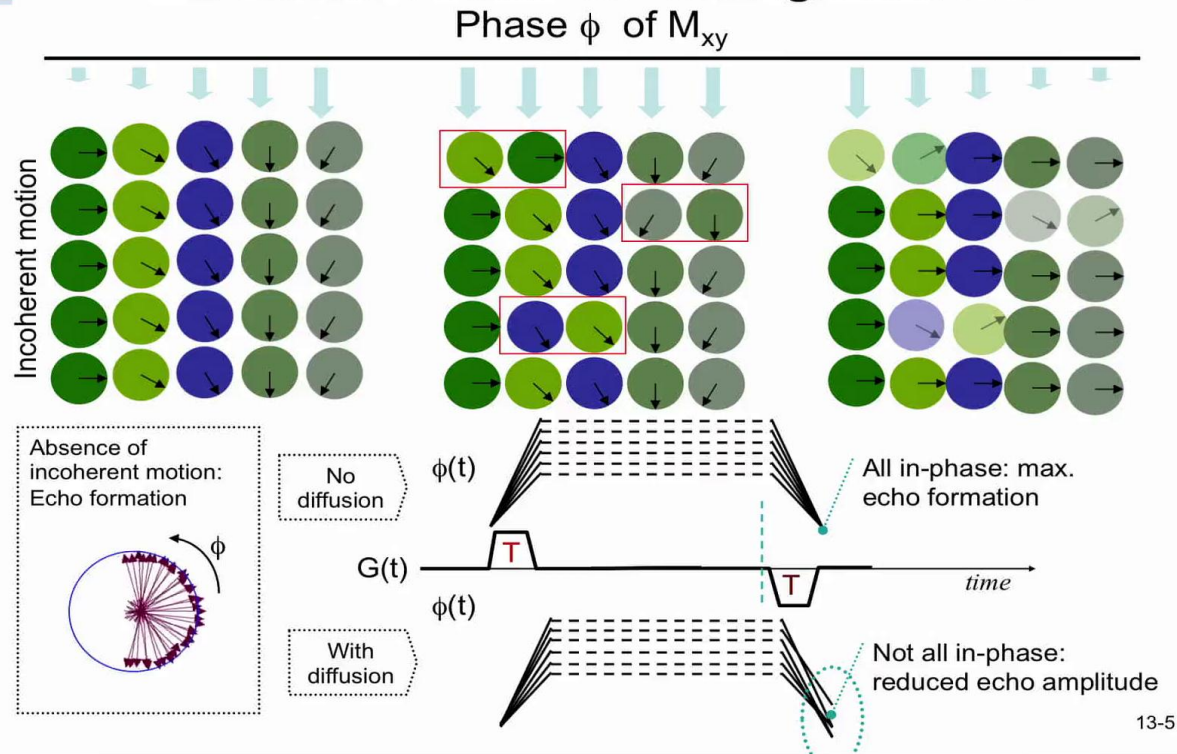 Phase ϕ of Mxy
Incoherent motion
Absence of
incoherent motion:
Echo formation
ϕ
No
diffusion
ϕ(t)
All in-phase: max.
echo formation
T
G(t)
T
time
ϕ(t)
With
diffusion
Not all in-phase:
reduced echo amplitude
13-5